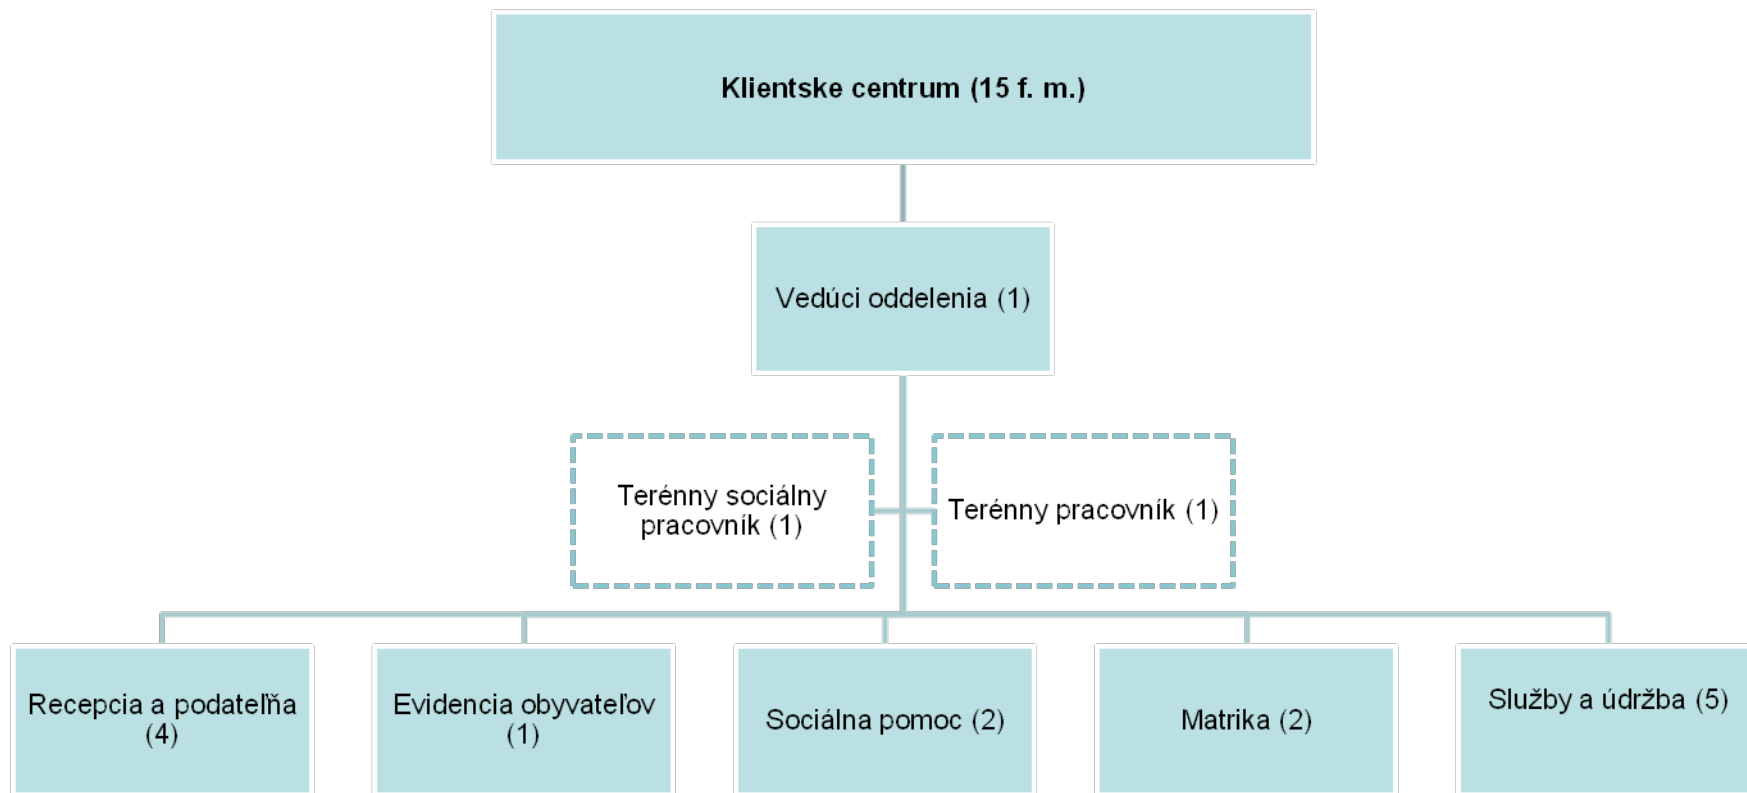 Klientske centrum (15 f. m.)
Vedúci oddelenia (1)
Terénny sociálny
pracovník (1)
Terénny pracovník (1)
Recepcia a podateľňa
(4)
Evidencia obyvateľov
(1)
Sociálna pomoc (2)
Matrika (2)
Služby a údržba (5)